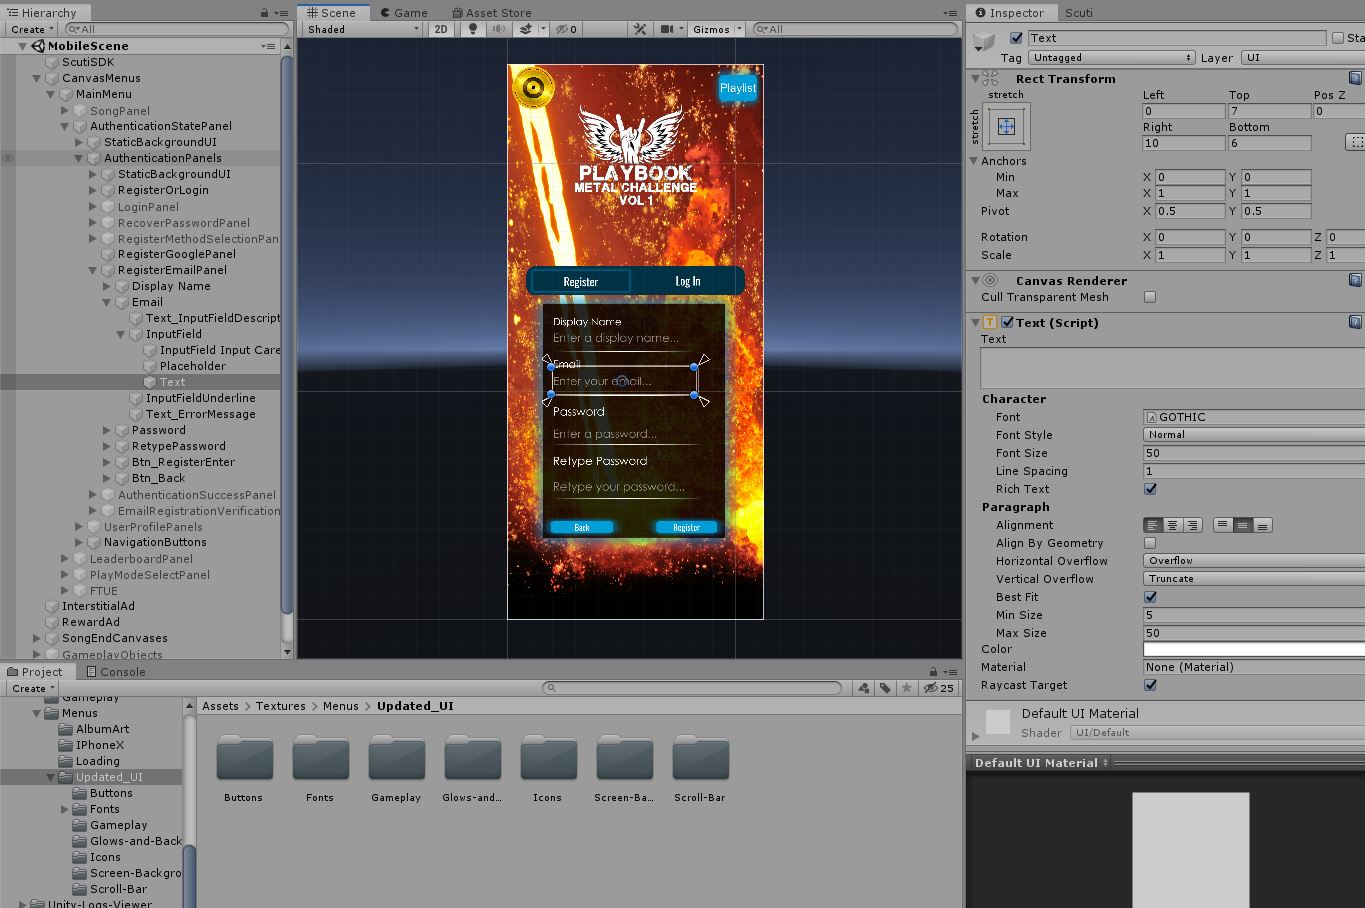 Hierarchy
Create
All
MobileScene
ScutiSDK
CanvasMenus
MainMenu
SongPanel
AuthenticationStatePanel
StaticBackgroundUI
AuthenticationPanels
StaticBackgroundUI
RegisterOrLogin
LoginPanel
RecoverPasswordPanel
RegisterMethodSelectionPan
RegisterGooglePanel
RegisterEmailPanel
Display Name
Email
Text_InputFieldDescript
InputField
InputField Input Care
Placeholder
Text
InputFieldUnderline
Text_ErrorMessage
Password
RetypePassword
Btn_RegisterEnter
Btn_Back
AuthenticationSuccessPanel
EmailRegistrationVerification
UserProfilePanels
NavigationButtons
LeaderboardPanel
PlayModeSelectPanel
FTUE
InterstitialAd
RewardAd
SongEndCanvases
GameplayObjects
Scene Game Asset Store
Shaded 2D 0 Gizmos All
Playlist
PLAYBOOK
METAL CHALLENGE
VOL 1
Register Log In
Display Name
Enter a display name...
Email
Enter your email...
Password
Enter a password...
Retype Password
Retype your password...
Back Register
Inspector Scuti
Text Sta
Tag Untagged Layer UI
Rect Transform
stretch
stretch
Left Top Pos Z
0 7 0
Right Bottom
10 6
Anchors
Min X 0 Y 0
Max X 1 Y 1
Pivot X 0.5 Y 0.5
Rotation X 0 Y 0 Z 0
Scale X 1 Y 1 Z 1
Canvas Renderer
Cull Transparent Mesh
Text (Script)
Text
Character
Font GOTHIC
Font Style Normal
Font Size 50
Line Spacing 1
Rich Text
Paragraph
Alignment
Align By Geometry
Horizontal Overflow Overflow
Vertical Overflow Truncate
Best Fit
Min Size 5
Max Size 50
Color
Material None (Material)
Raycast Target
Default UI Material
Shader UI/Default
Default UI Material
Project Console
Create
25
Gameplay
Menus
AlbumArt
IPhoneX
Loading
Updated_UI
Buttons
Fonts
Gameplay
Glows-and-Back
Icons
Screen-Backgro
Scroll-Bar
Unity-Logs-Viewer
Assets > Textures > Menus > Updated_UI
Buttons Fonts Gameplay Glows-and... Icons Screen-Ba... Scroll-Bar